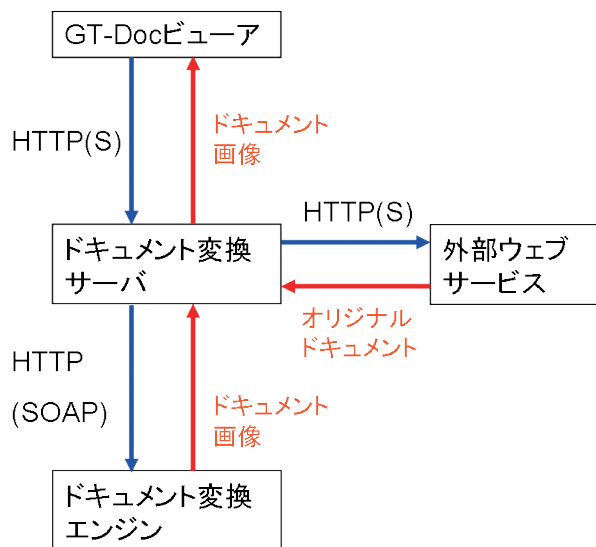 GT-Docビューア
HTTP(S)
ドキュメント
画像
HTTP(S)
ドキュメント変換
サーバ
外部ウェブ
サービス
オリジナル
ドキュメント
HTTP
(SOAP)
ドキュメント
画像
ドキュメント変換
エンジン